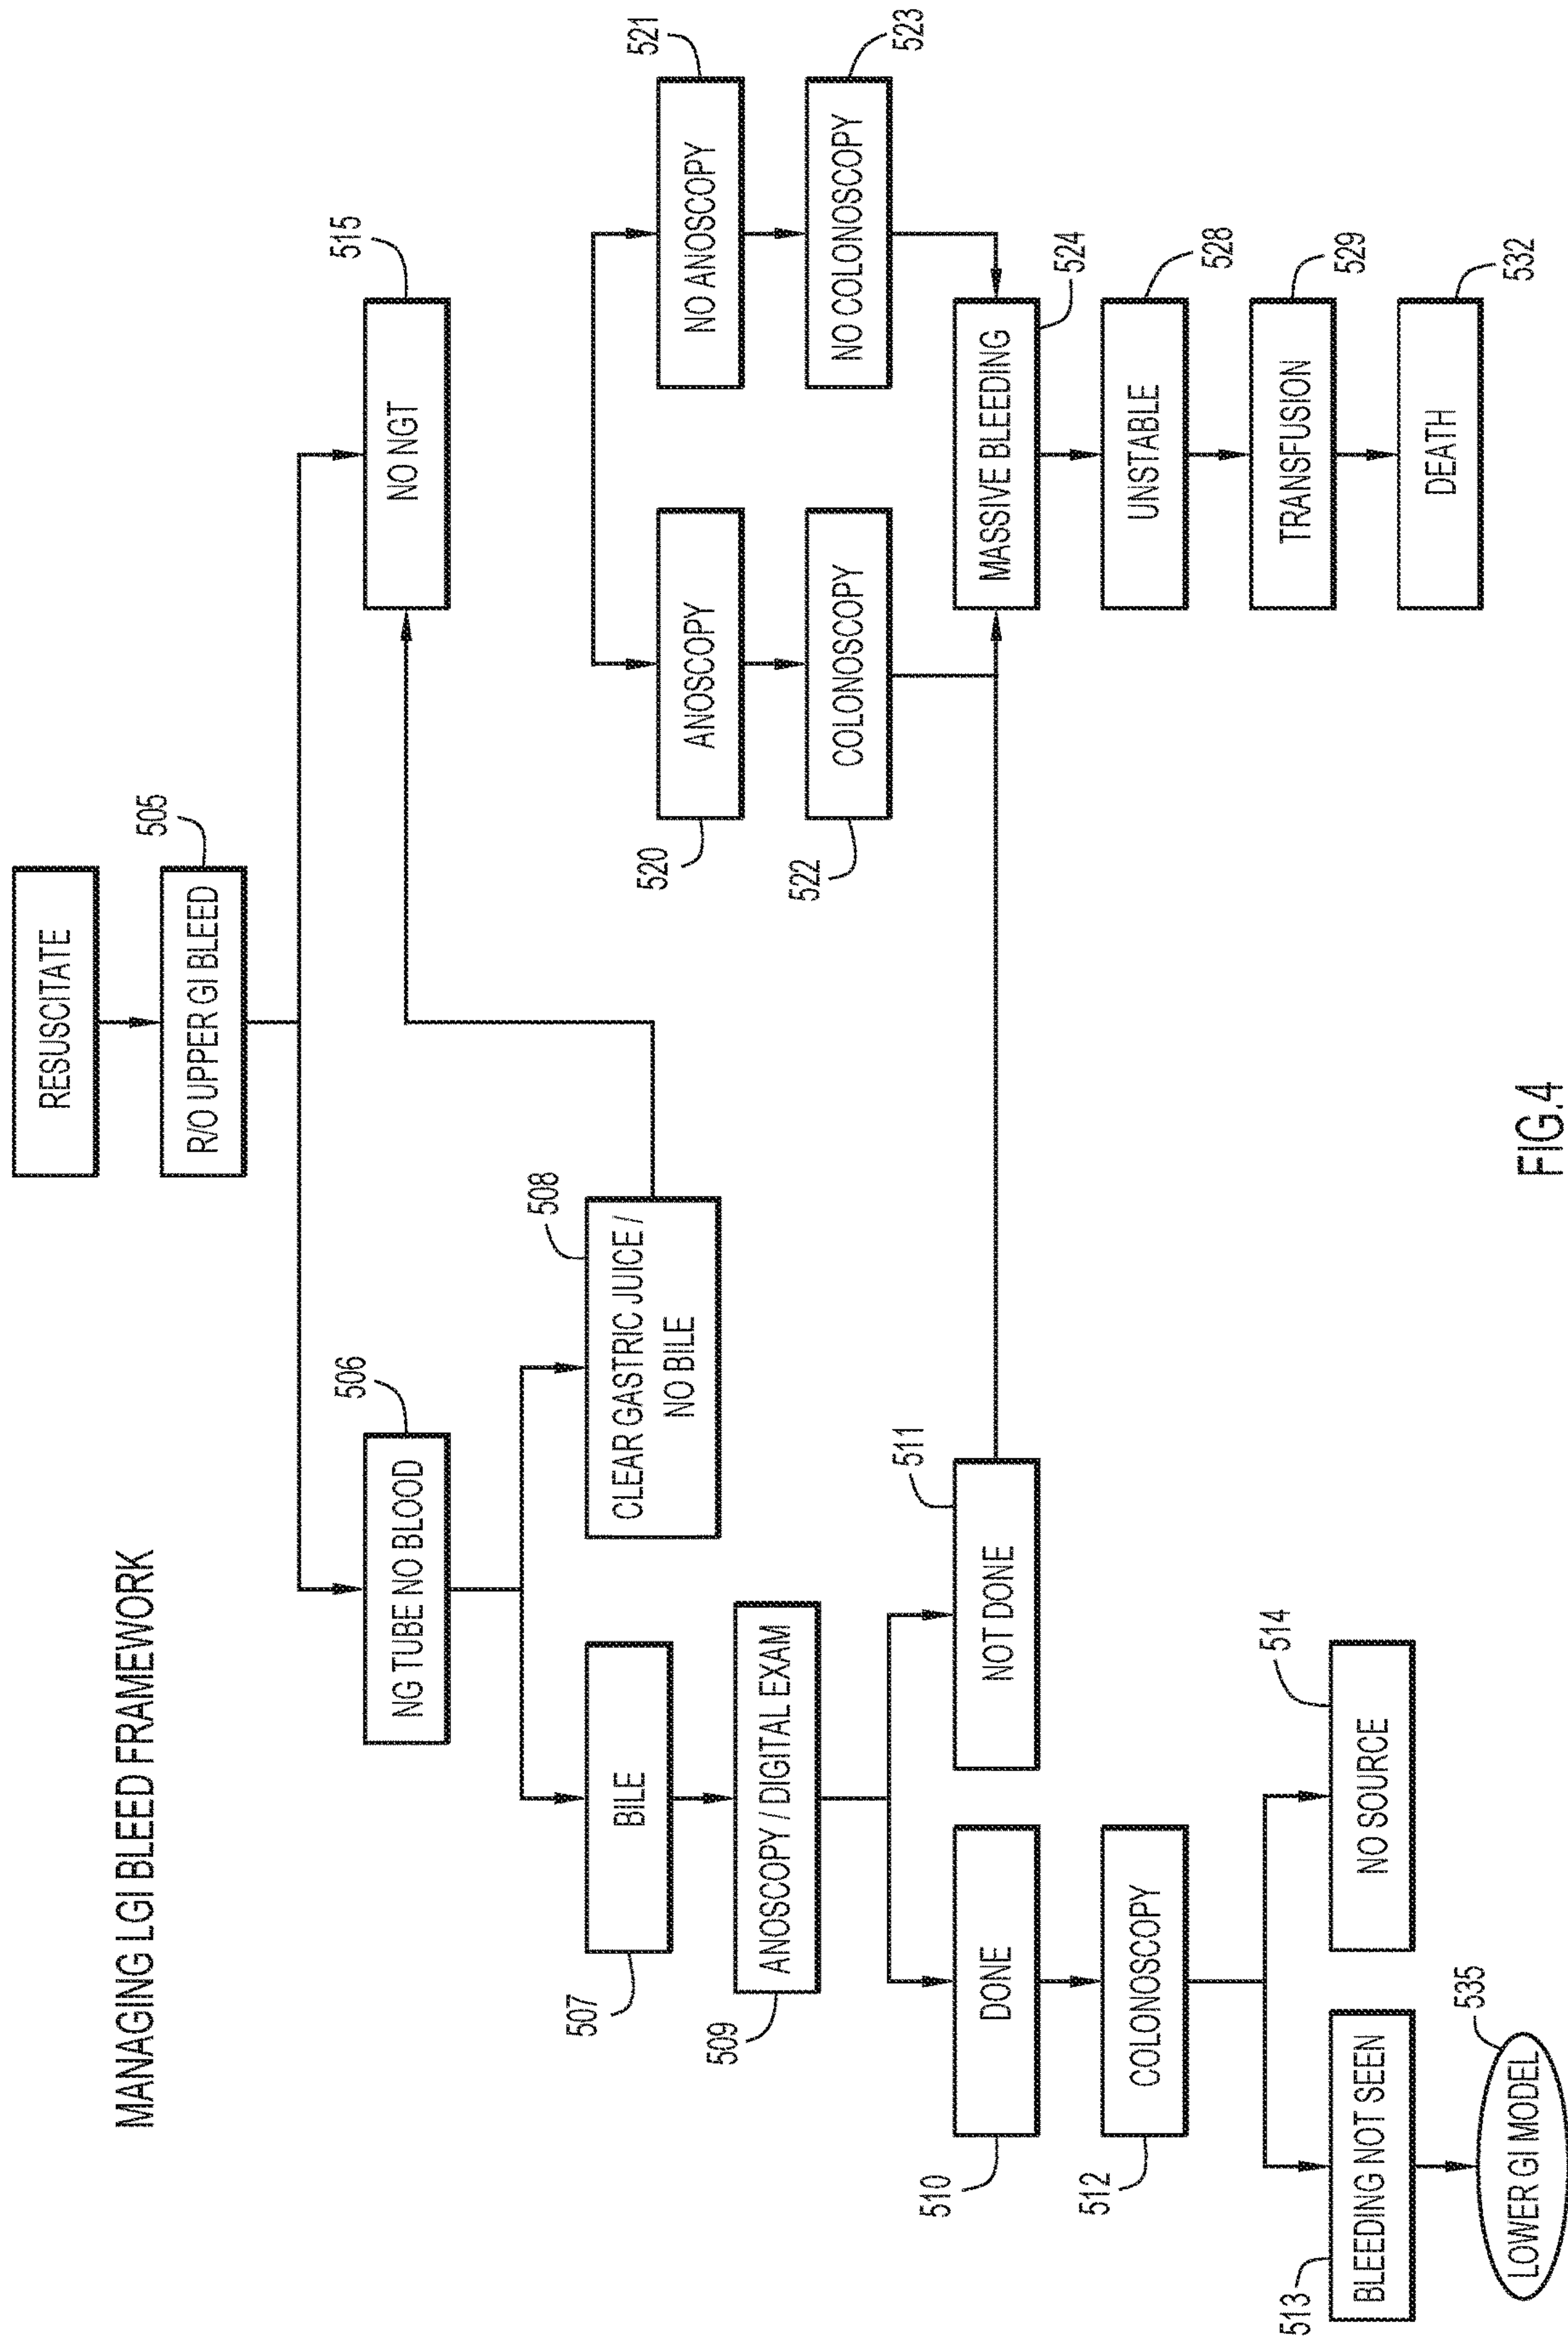 MANAGING LGI BLEED FRAMEWORK
RESUSCITATE
R/O UPPER GI BLEED
505
NG TUBE NO BLOOD
506
NO NGT
515
BILE
507
CLEAR GASTRIC JUICE /
NO BILE
508
ANOSCOPY / DIGITAL EXAM
509
ANOSCOPY
520
NO ANOSCOPY
521
COLONOSCOPY
522
NO COLONOSCOPY
523
DONE
510
NOT DONE
511
MASSIVE BLEEDING
524
COLONOSCOPY
512
UNSTABLE
528
TRANSFUSION
529
BLEEDING NOT SEEN
513
NO SOURCE
514
DEATH
532
LOWER GI MODEL
535
FIG.4